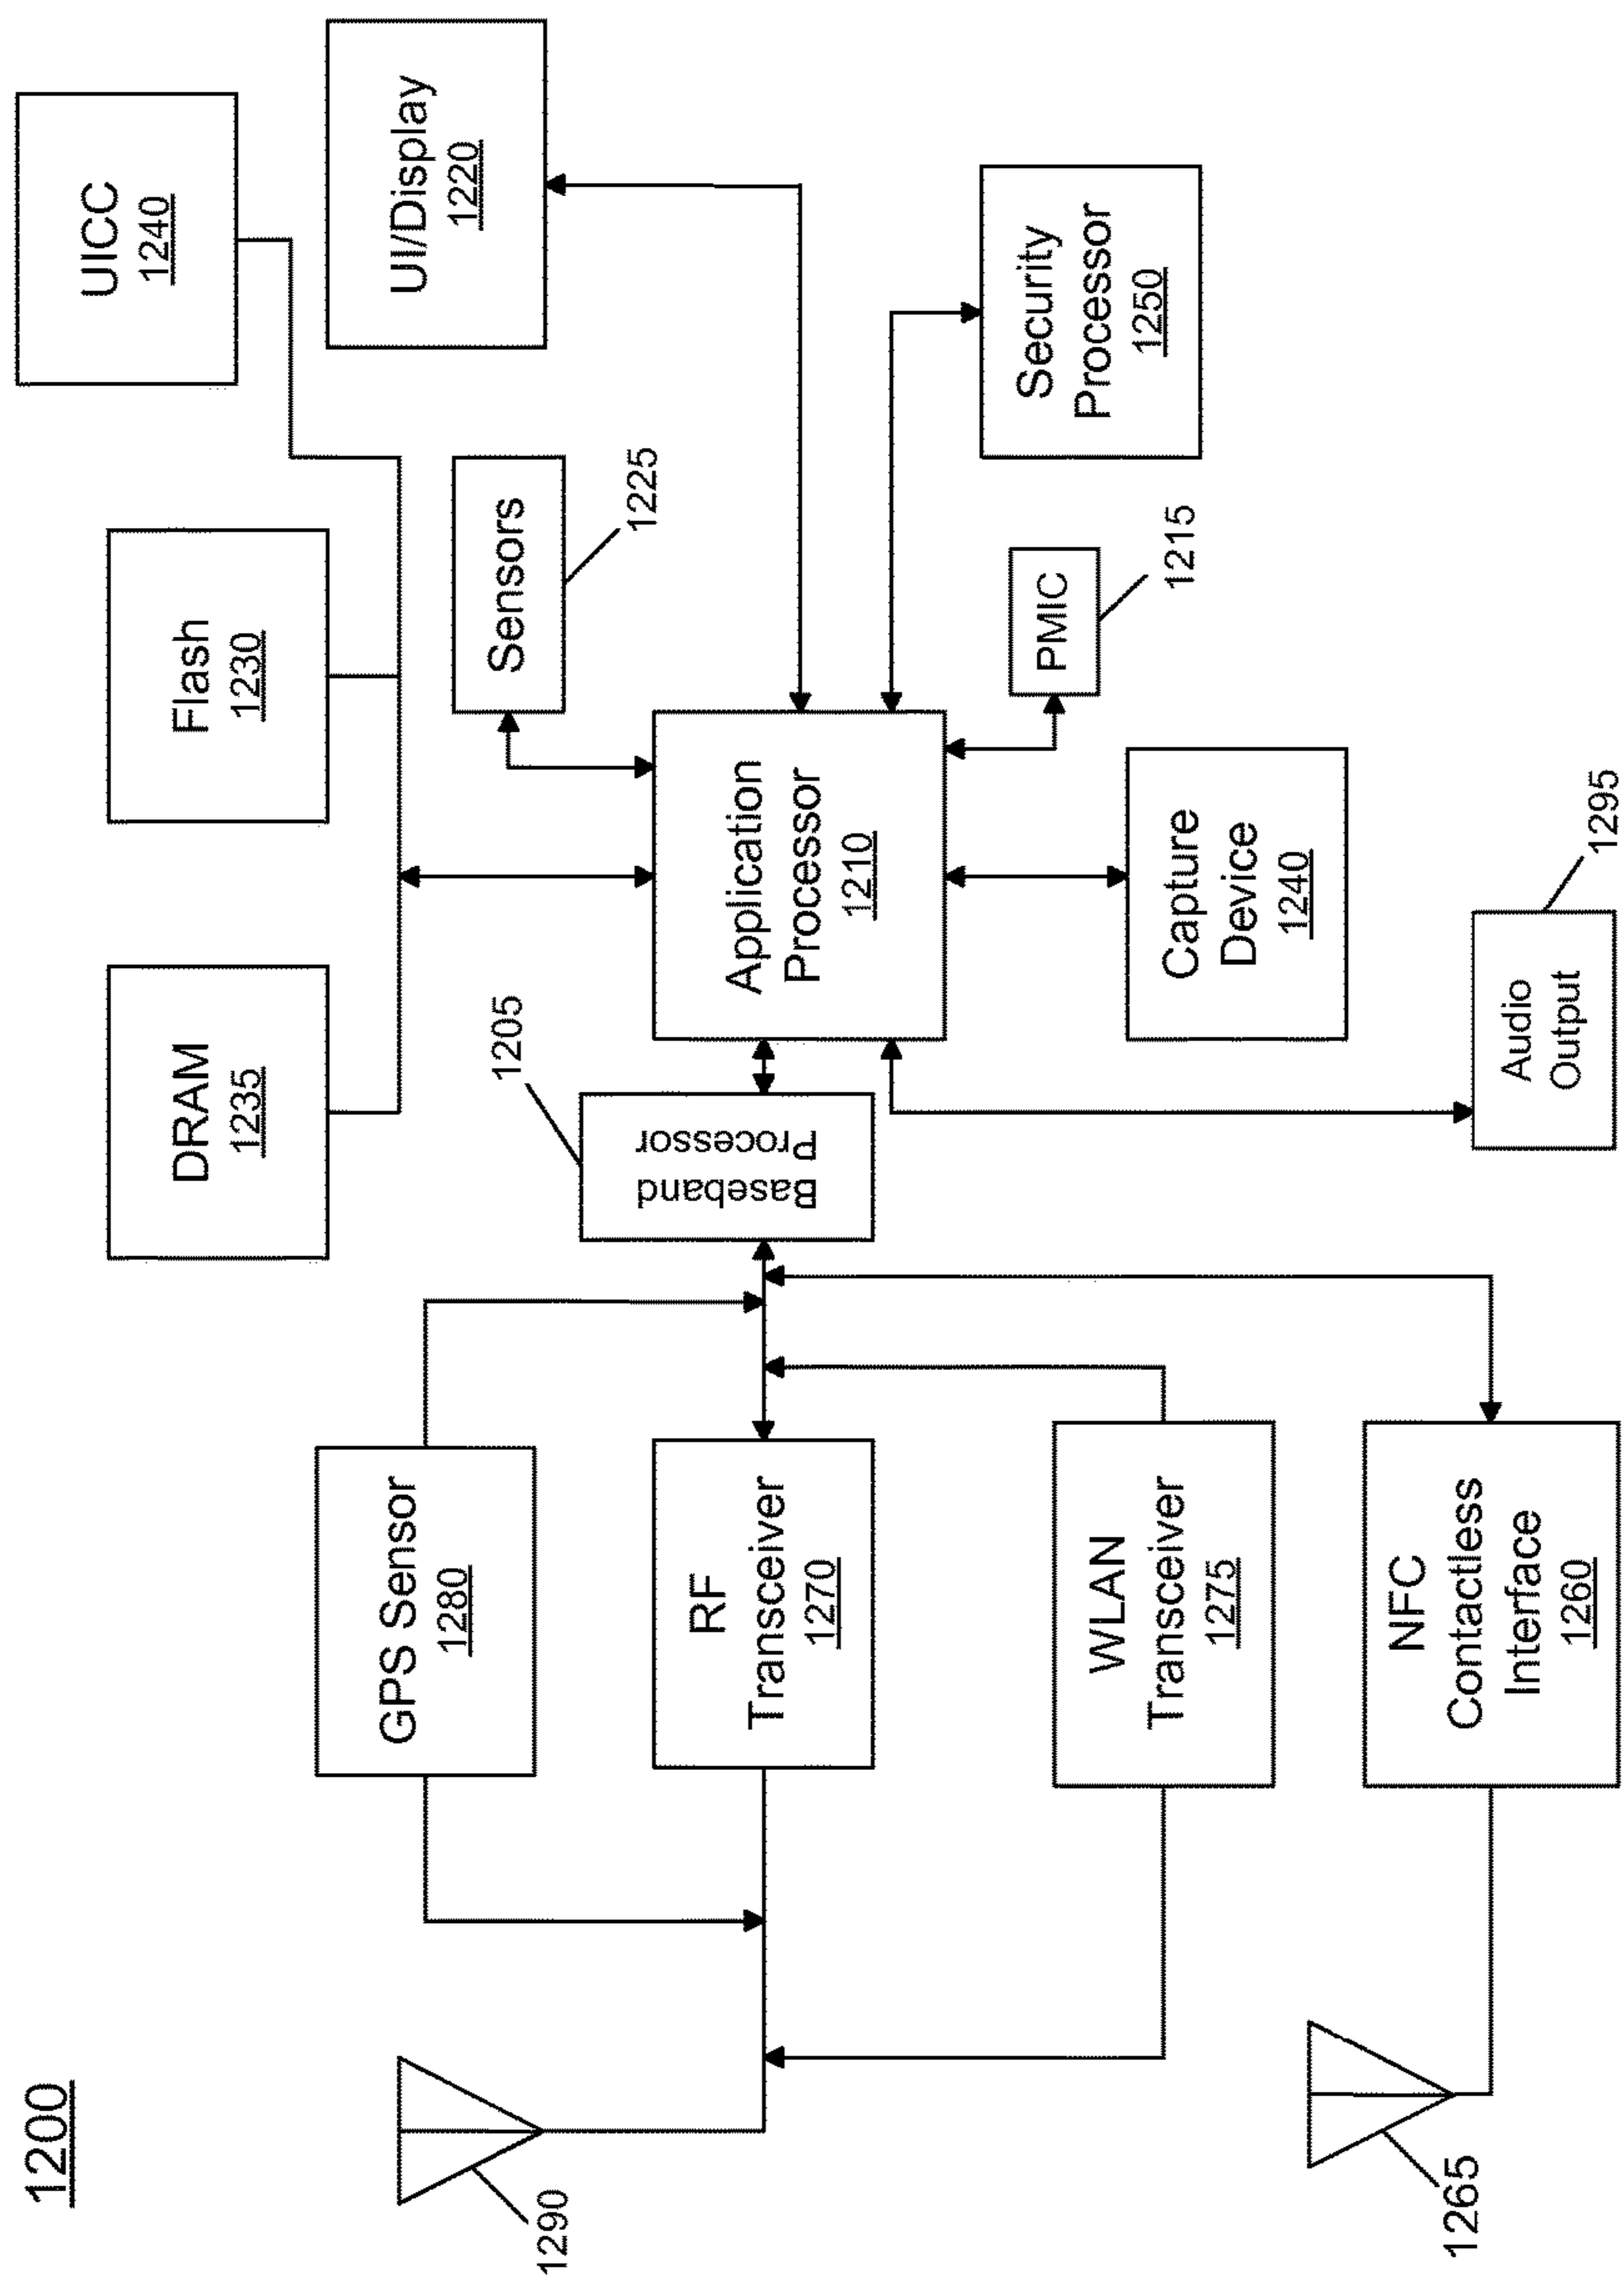 1200
UICC
1240
Flash
1230
DRAM
1235
UI/Display
1220
Sensors
1225
1205
GPS Sensor
1280
1290
Baseband
Processor
Application
Processor
1210
RF
Transceiver
1270
Security
Processor
1250
PMIC
1215
Capture
Device
1240
WLAN
Transceiver
1275
Audio
Output
1295
NFC
Contactless
Interface
1260
1265